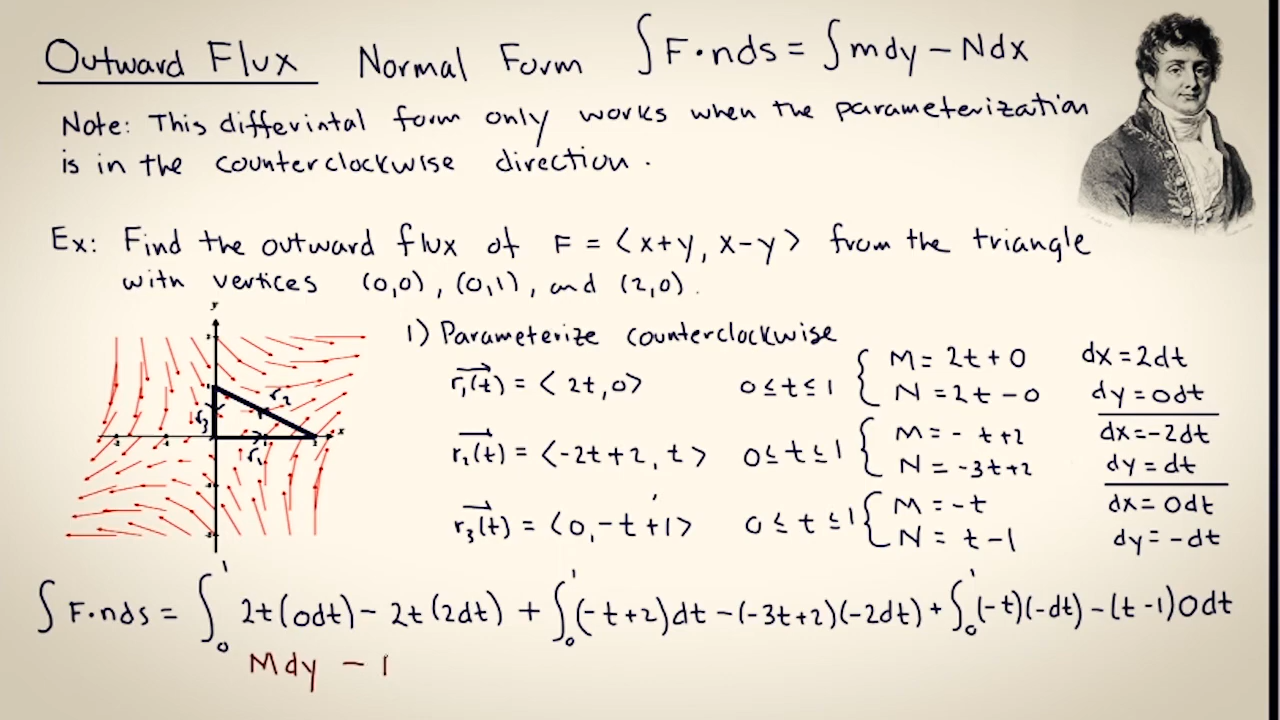 Outward Flux Normal Form ∫F·nds = ∫mdy − Ndx
Note: This differintal form only works when the parameterization
is in the counterclockwise direction.
Ex: Find the outward flux of F = ⟨x+y, x−y⟩ from the triangle
with vertices (0,0), (0,1), and (2,0).
1) Parameterize counterclockwise
r₁(t) = ⟨2t, 0⟩ 0 ≤ t ≤ 1 { M = 2t + 0 dx = 2dt
N = 2t − 0 dy = 0dt
r₂(t) = ⟨−2t+2, t⟩ 0 ≤ t ≤ 1 { M = − t+2 dx = −2dt
N = −3t+2 dy = dt
r₃(t) = ⟨0, −t+1⟩ 0 ≤ t ≤ 1 { M = −t dx = 0dt
N = t − 1 dy = −dt
y
x
r₂
r₃
r₁
∫F·nds = ∫₀¹ 2t(0dt) − 2t(2dt) + ∫₀¹(−t+2)dt − (−3t+2)(−2dt) + ∫₀¹(−t)(−dt) − (t−1)0dt
Mdy − I